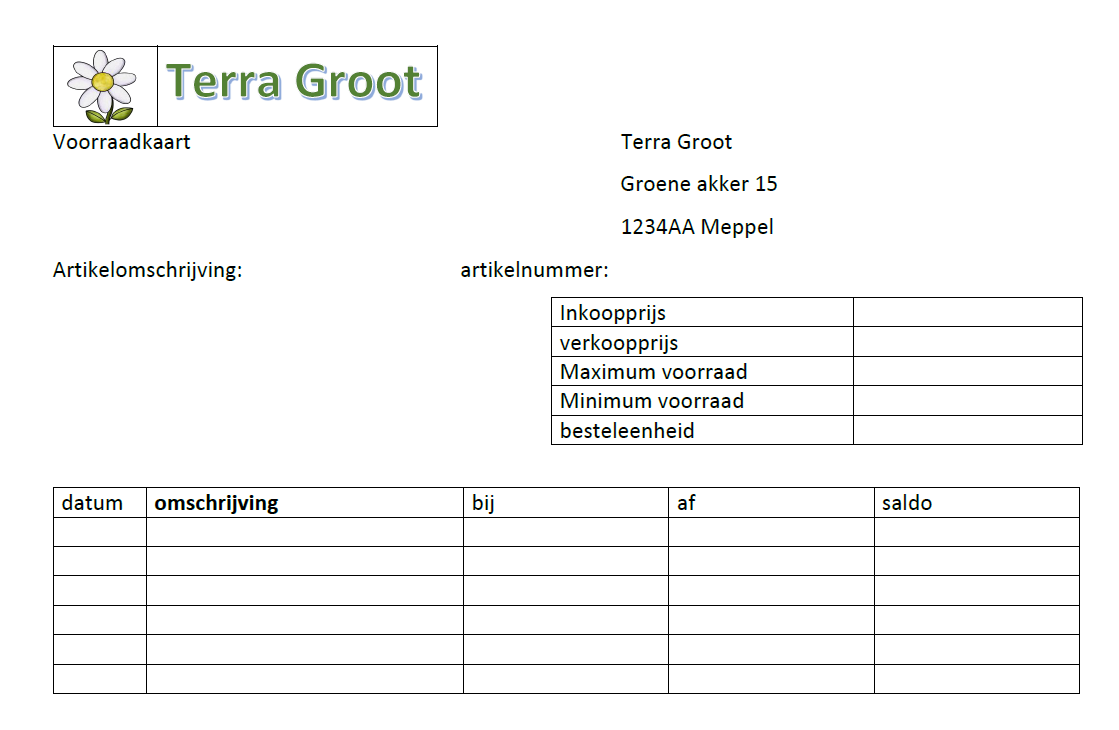 Terra Groot
Voorraadkaart Terra Groot
Groene akker 15
1234AA Meppel
Artikelomschrijving: artikelnummer:
Inkoopprijs
verkoopprijs
Maximum voorraad
Minimum voorraad
besteleenheid
datum omschrijving bij af saldo